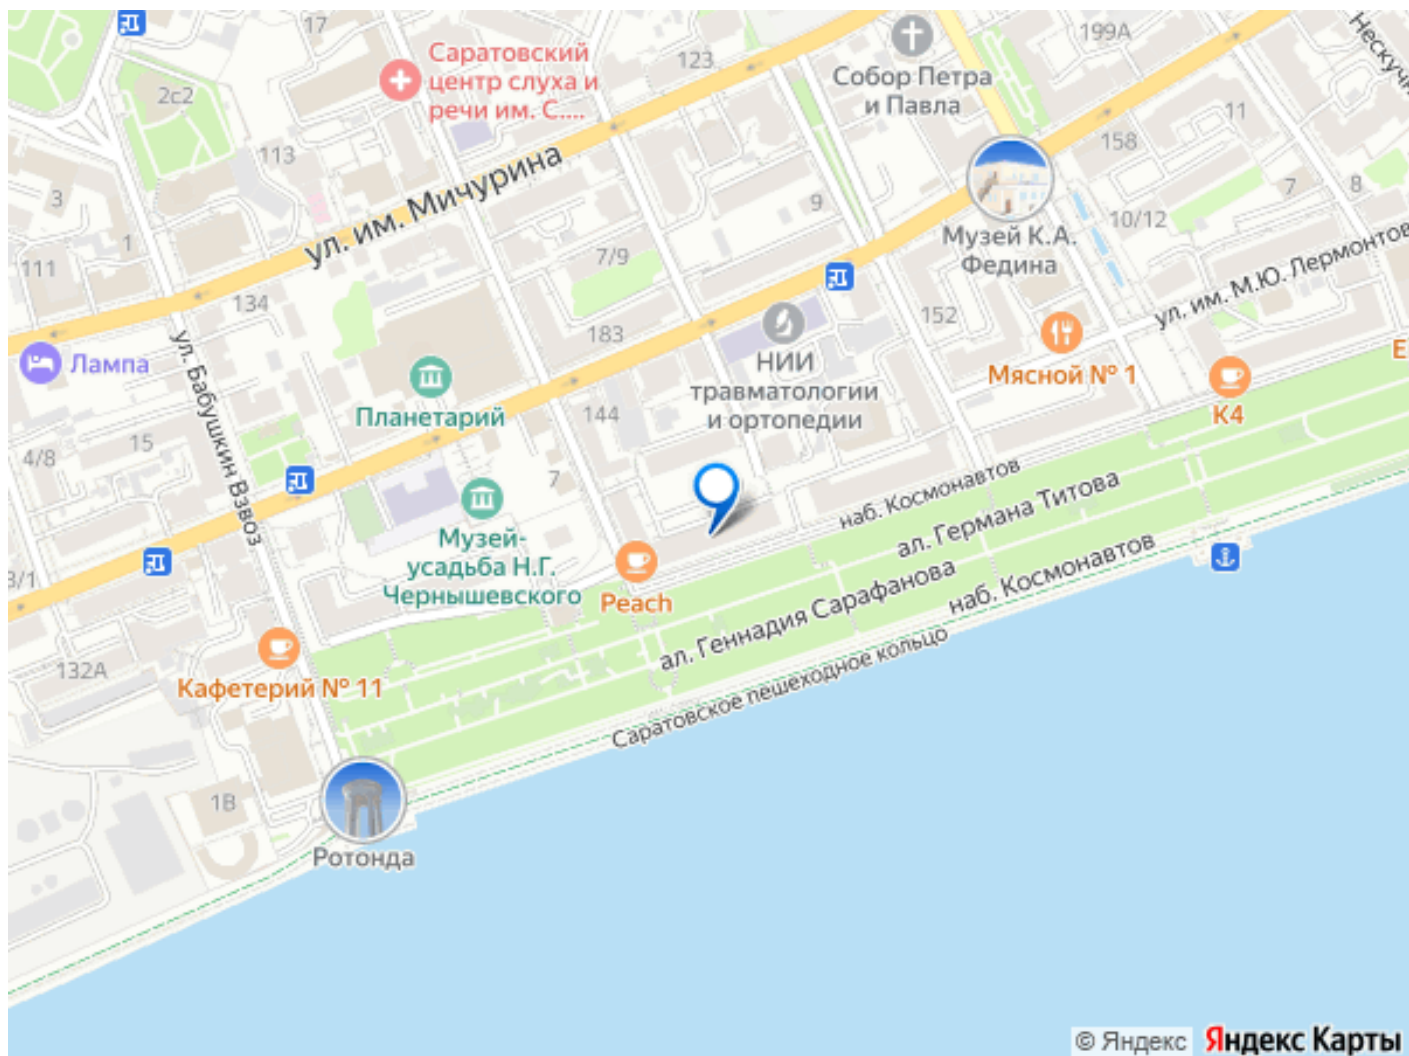 17
199А
Нескучн
Саратовский
центр слуха и
речи им. С....
123
Собор Петра
и Павла
2с2
11
158
113
ул. им. Мичурина
3
9
7
8
10/12
Музей К.А.
Федина
1
111
7/9
ул. им. М.Ю. Лермонтов
134
183
152
Лампа
НИИ
травматологии
и ортопедии
Мясной № 1
Е
К4
ул. Бабушкин Взвоз
Планетарий
144
15
4/8
7
наб. Космонавтов
ал. Германа Титова
Музей-
усадьба Н.Г.
Чернышевского
3/1
Peach
ал. Геннадия Сарафанова
наб. Космонавтов
132А
Кафетерий № 11
Саратовское пешеходное кольцо
1В
Ротонда
© Яндекс Яндекс Карты